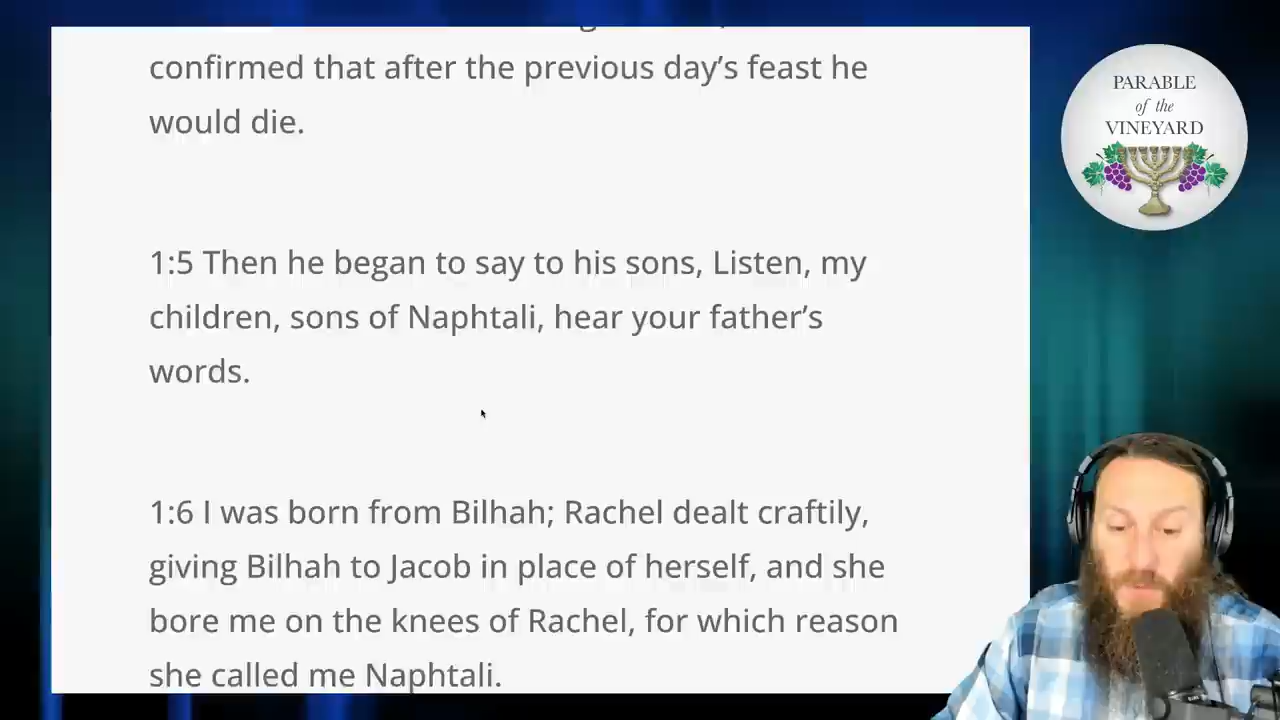 confirmed that after the previous day’s feast he
would die.
1:5 Then he began to say to his sons, Listen, my
children, sons of Naphtali, hear your father’s
words.
1:6 I was born from Bilhah; Rachel dealt craftily,
giving Bilhah to Jacob in place of herself, and she
bore me on the knees of Rachel, for which reason
she called me Naphtali.
PARABLE
of the
VINEYARD